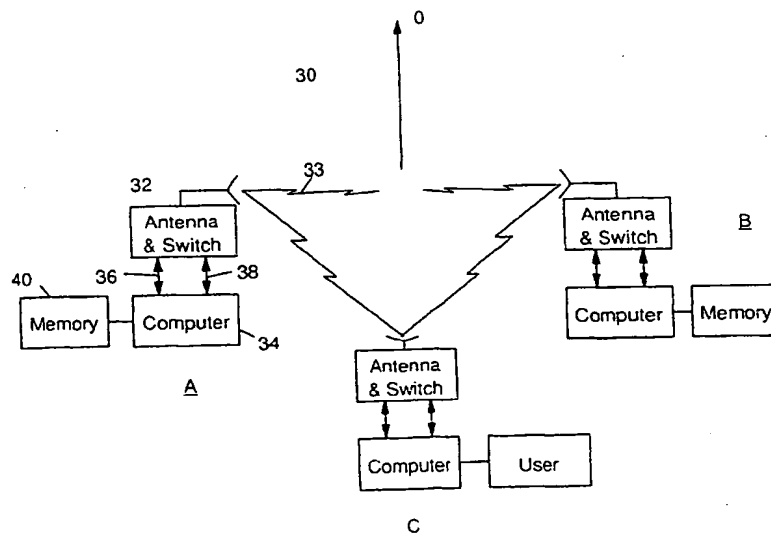 0
30
33
32
Antenna
& Switch
Antenna
& Switch
B
36
38
40
Memory
Computer
34
Computer
Memory
A
Antenna
& Switch
Computer
User
C